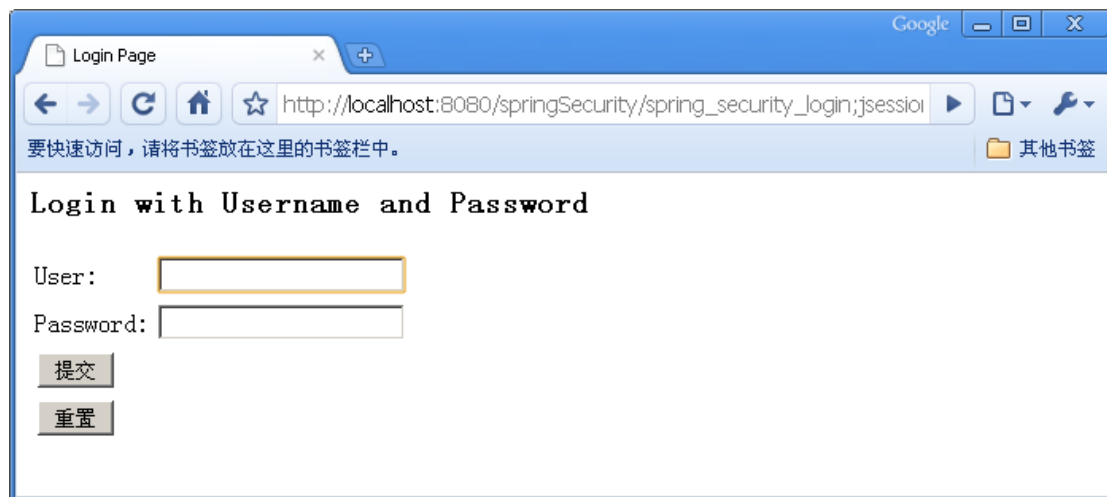 Google
Login Page
http://localhost:8080/springSecurity/spring_security_login;jsession
要快速访问，请将书签放在这里的书签栏中。 其他书签
Login with Username and Password
User:
Password:
提交
重置